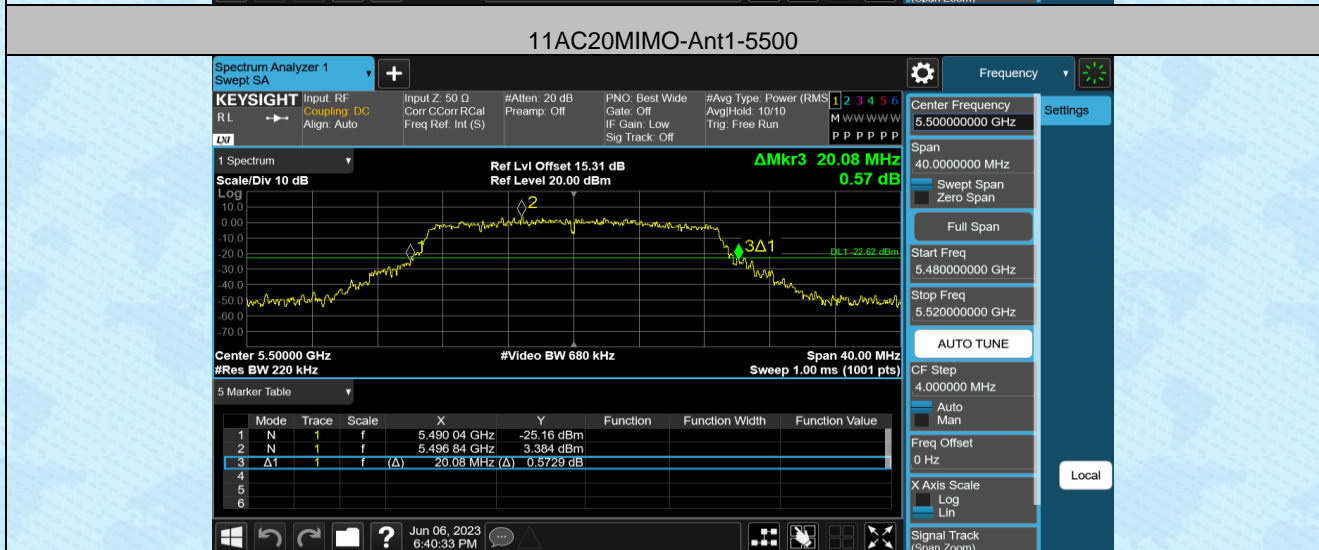 (Span Zoom)
11AC20MIMO-Ant1-5500
Spectrum Analyzer 1
Swept SA
Frequency
KEYSIGHT
R L
LXI
Input: RF
Coupling: DC
Align: Auto
Input Z: 50 Ω
Corr CCorr RCal
Freq Ref: Int (S)
#Atten: 20 dB
Preamp: Off
PNO: Best Wide
Gate: Off
IF Gain: Low
Sig Track: Off
#Avg Type: Power (RMS
Avg|Hold: 10/10
Trig: Free Run
1 2 3 4 5 6
M W W W W W
P P P P P P
Center Frequency
5.500000000 GHz
Settings
Span
40.0000000 MHz
Swept Span
Zero Span
Full Span
Start Freq
5.480000000 GHz
Stop Freq
5.520000000 GHz
AUTO TUNE
CF Step
4.000000 MHz
Auto
Man
Freq Offset
0 Hz
X Axis Scale
Log
Lin
Local
Signal Track
(Span Zoom)
1 Spectrum
Scale/Div 10 dB
Ref Lvl Offset 15.31 dB
Ref Level 20.00 dBm
ΔMkr3 20.08 MHz
0.57 dB
Log
10.0
0.00
-10.0
-20.0
-30.0
-40.0
-50.0
-60.0
-70.0
1
2
3Δ1
DL1 -22.62 dBm
Center 5.50000 GHz
#Video BW 680 kHz
Span 40.00 MHz
#Res BW 220 kHz
Sweep 1.00 ms (1001 pts)
5 Marker Table
Mode Trace Scale X Y Function Function Width Function Value
1 N 1 f 5.490 04 GHz -25.16 dBm
2 N 1 f 5.496 84 GHz 3.384 dBm
3 Δ1 1 f (Δ) 20.08 MHz (Δ) 0.5729 dB
4
5
6
?
Jun 06, 2023
6:40:33 PM